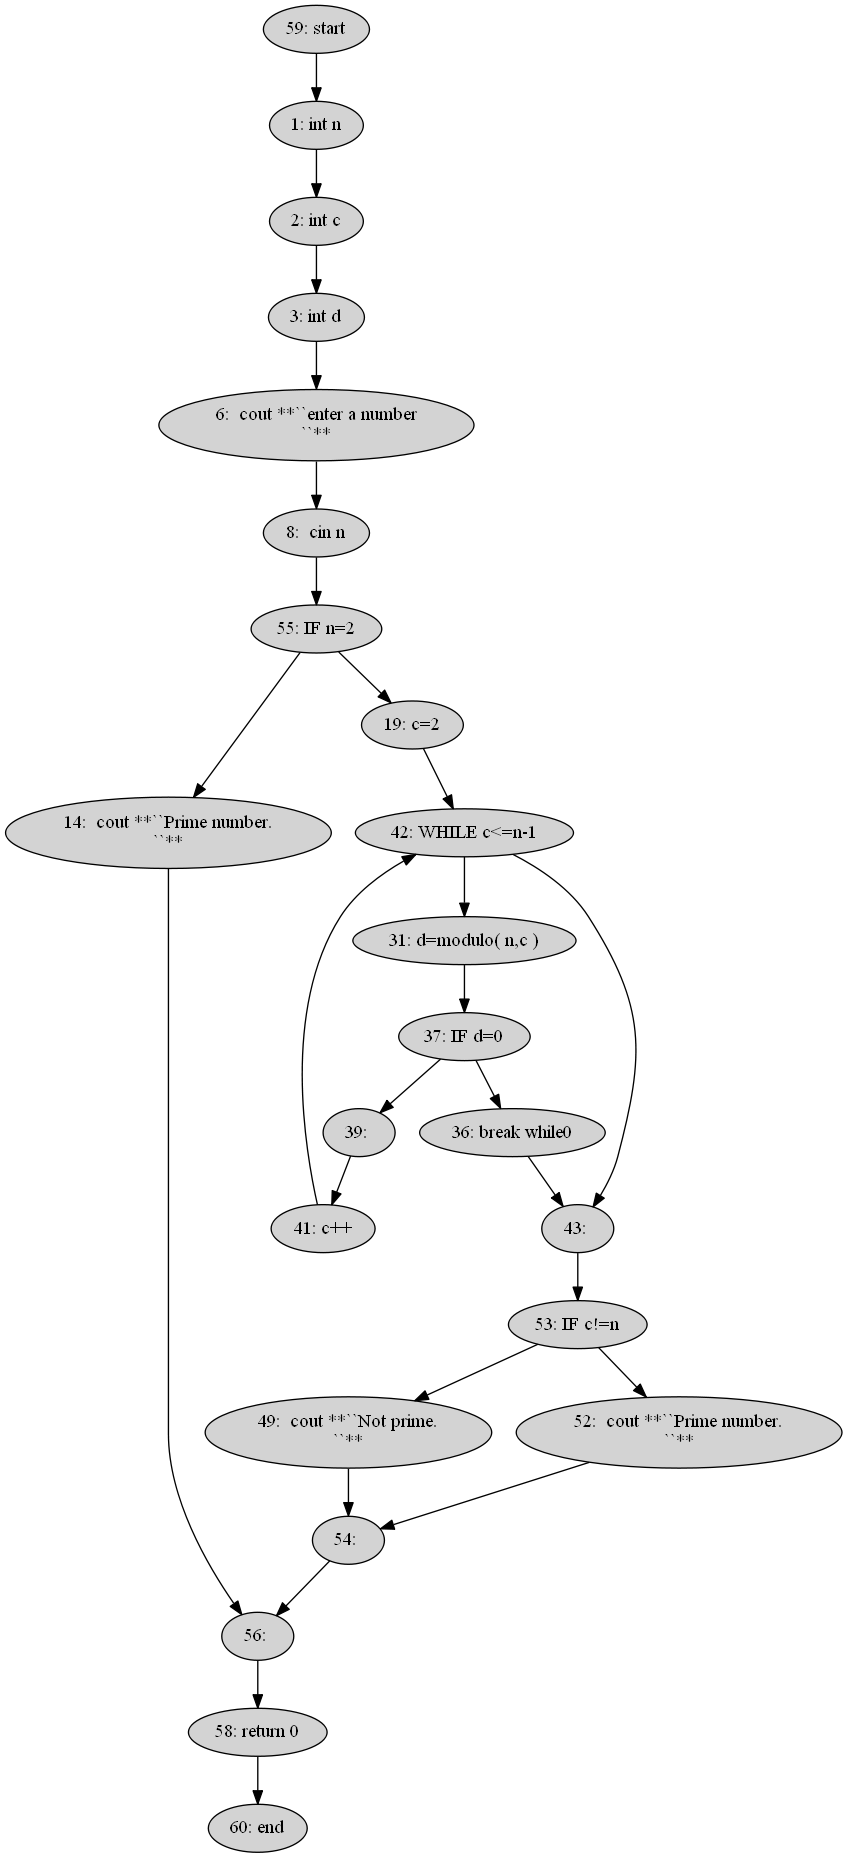 59: start
1: int n
2: int c
3: int d
6:  cout **``enter a number
``**
8:  cin n
55: IF n=2
19: c=2
14:  cout **``Prime number.
``**
42: WHILE c<=n-1
31: d=modulo( n,c )
37: IF d=0
39:
36: break while0
41: c++
43:
53: IF c!=n
49:  cout **``Not prime.
``**
52:  cout **``Prime number.
``**
54:
56:
58: return 0
60: end